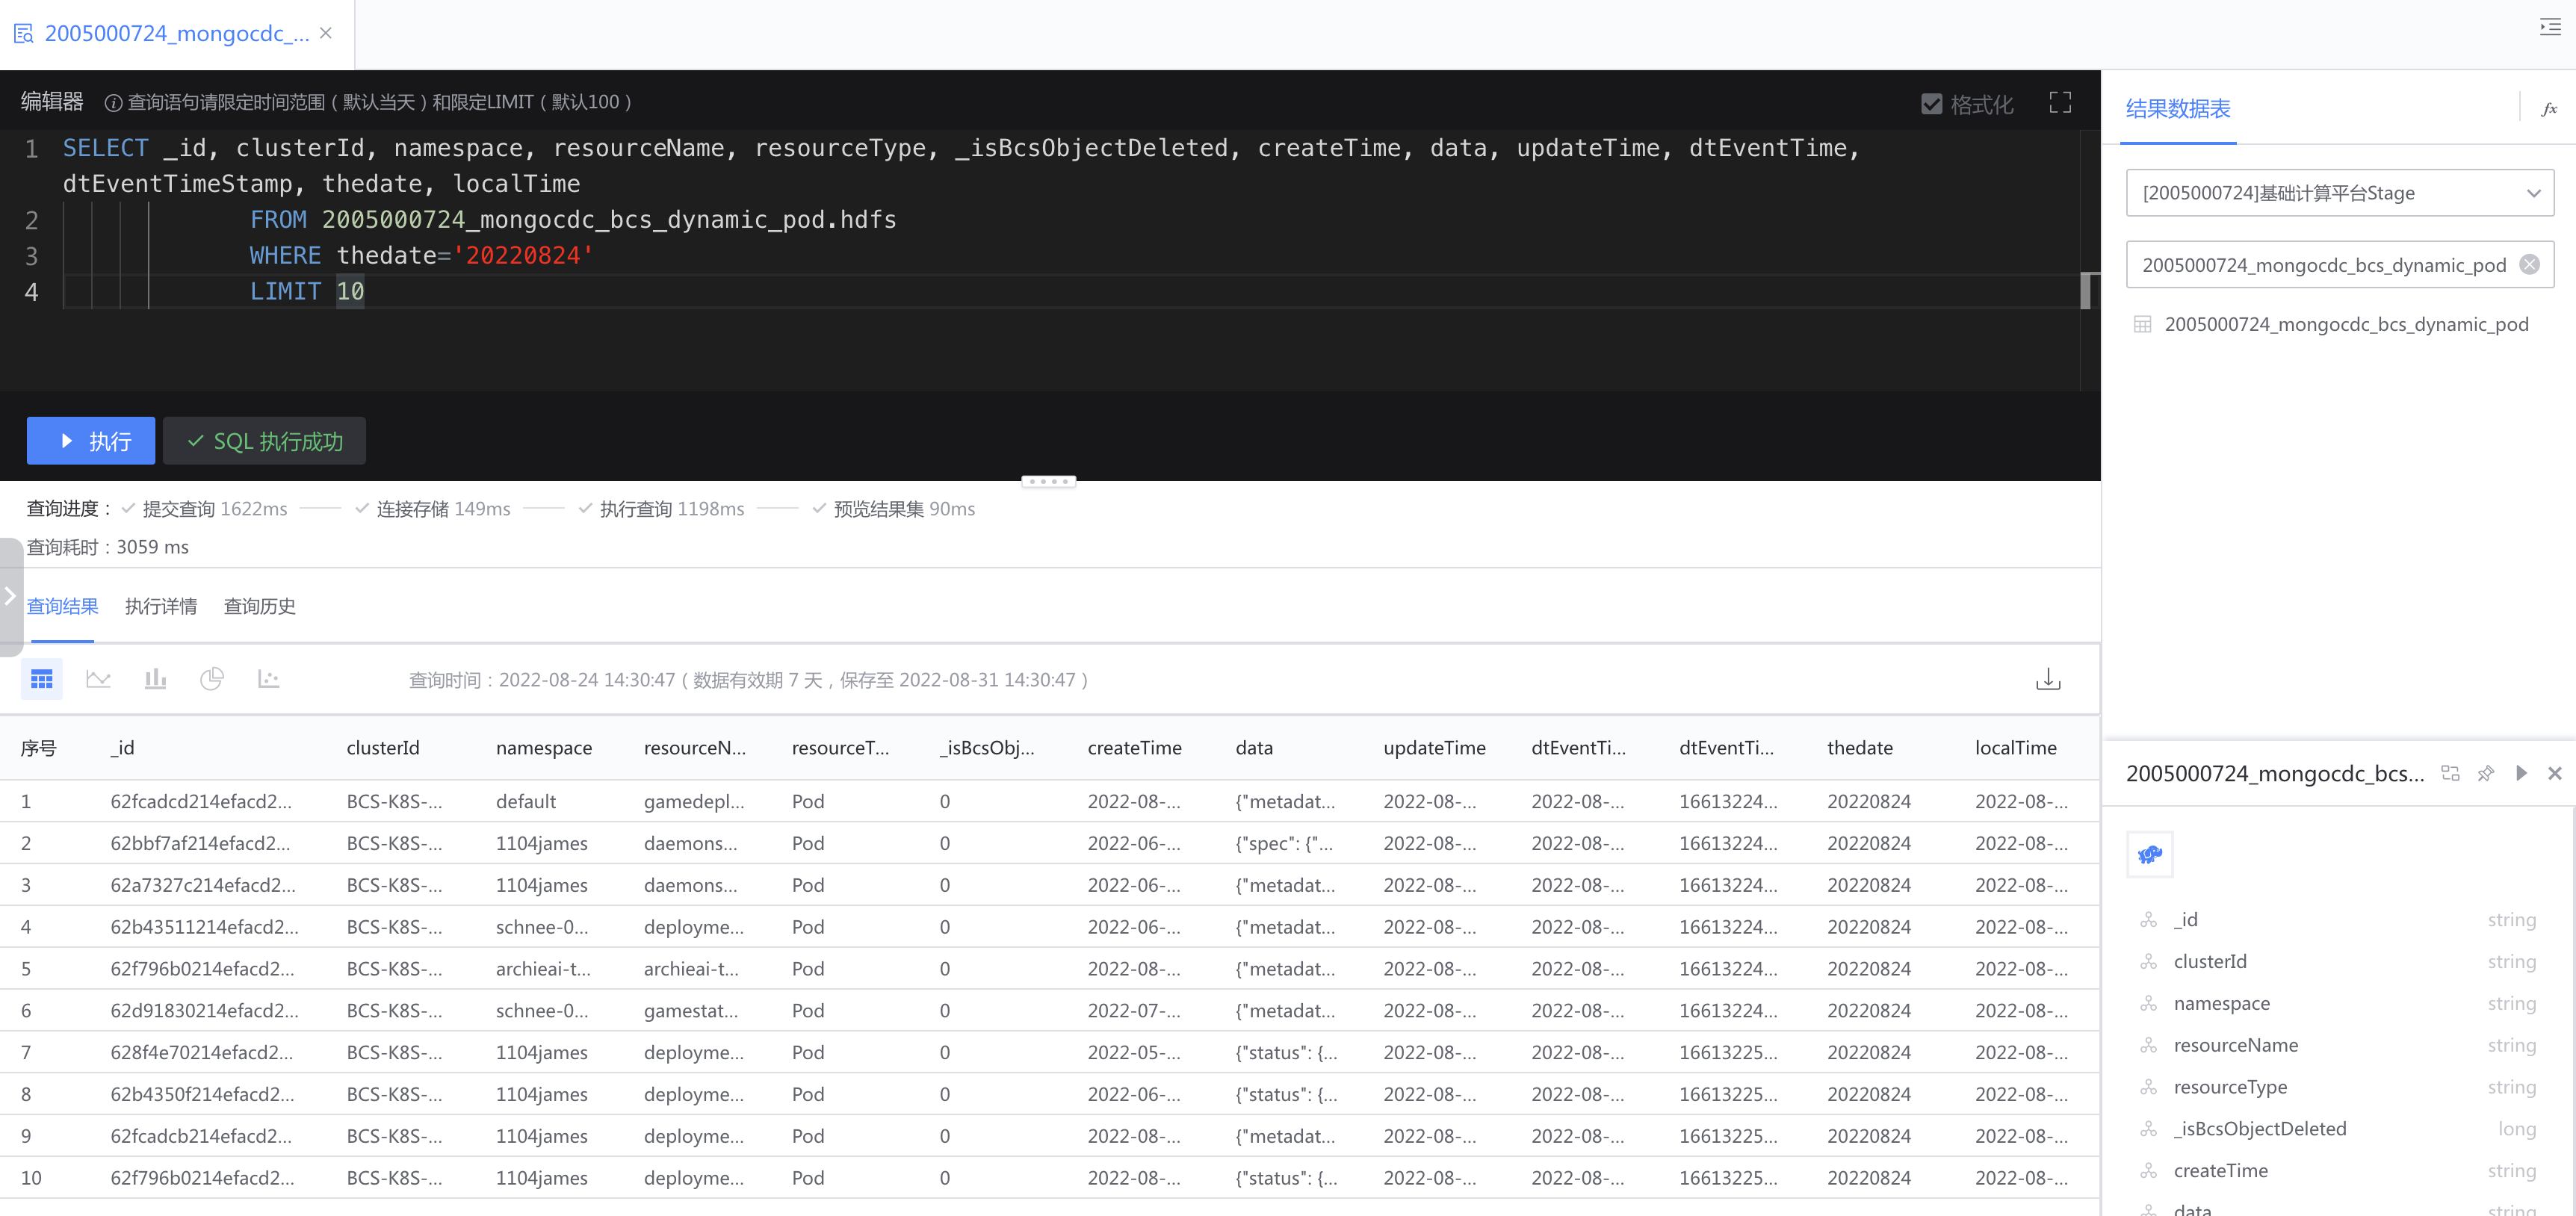 2005000724_mongocdc_...
编辑器 查询语句请限定时间范围（默认当天）和限定LIMIT（默认100）
格式化
1 SELECT _id, clusterId, namespace, resourceName, resourceType, _isBcsObjectDeleted, createTime, data, updateTime, dtEventTime,
dtEventTimeStamp, thedate, localTime
2 FROM 2005000724_mongocdc_bcs_dynamic_pod.hdfs
3 WHERE thedate='20220824'
4 LIMIT 10
执行 SQL 执行成功
查询进度： 提交查询 1622ms 连接存储 149ms 执行查询 1198ms 预览结果集 90ms
查询耗时：3059 ms
查询结果 执行详情 查询历史
查询时间：2022-08-24 14:30:47（数据有效期 7 天，保存至 2022-08-31 14:30:47）
序号 _id clusterId namespace resourceN... resourceT... _isBcsObj... createTime data updateTime dtEventTi... dtEventTi... thedate localTime
1 62fcadcd214efacd2... BCS-K8S-... default gamedepl... Pod 0 2022-08-... {"metadat... 2022-08-... 2022-08-... 16613224... 20220824 2022-08-...
2 62bbf7af214efacd2... BCS-K8S-... 1104james daemons... Pod 0 2022-06-... {"spec": {"... 2022-08-... 2022-08-... 16613224... 20220824 2022-08-...
3 62a7327c214efacd2... BCS-K8S-... 1104james daemons... Pod 0 2022-06-... {"metadat... 2022-08-... 2022-08-... 16613224... 20220824 2022-08-...
4 62b43511214efacd2... BCS-K8S-... schnee-0... deployme... Pod 0 2022-06-... {"metadat... 2022-08-... 2022-08-... 16613224... 20220824 2022-08-...
5 62f796b0214efacd2... BCS-K8S-... archieai-t... archieai-t... Pod 0 2022-08-... {"metadat... 2022-08-... 2022-08-... 16613224... 20220824 2022-08-...
6 62d91830214efacd2... BCS-K8S-... schnee-0... gamestat... Pod 0 2022-07-... {"metadat... 2022-08-... 2022-08-... 16613224... 20220824 2022-08-...
7 628f4e70214efacd2... BCS-K8S-... 1104james deployme... Pod 0 2022-05-... {"status": {... 2022-08-... 2022-08-... 16613225... 20220824 2022-08-...
8 62b4350f214efacd2... BCS-K8S-... 1104james deployme... Pod 0 2022-06-... {"status": {... 2022-08-... 2022-08-... 16613225... 20220824 2022-08-...
9 62fcadcb214efacd2... BCS-K8S-... 1104james deployme... Pod 0 2022-08-... {"metadat... 2022-08-... 2022-08-... 16613225... 20220824 2022-08-...
10 62f796b0214efacd2... BCS-K8S-... 1104james deployme... Pod 0 2022-08-... {"status": {... 2022-08-... 2022-08-... 16613225... 20220824 2022-08-...
结果数据表 fx
[2005000724]基础计算平台Stage
2005000724_mongocdc_bcs_dynamic_pod
2005000724_mongocdc_bcs_dynamic_pod
2005000724_mongocdc_bcs...
_id string
clusterId string
namespace string
resourceName string
resourceType string
_isBcsObjectDeleted long
createTime string
data string